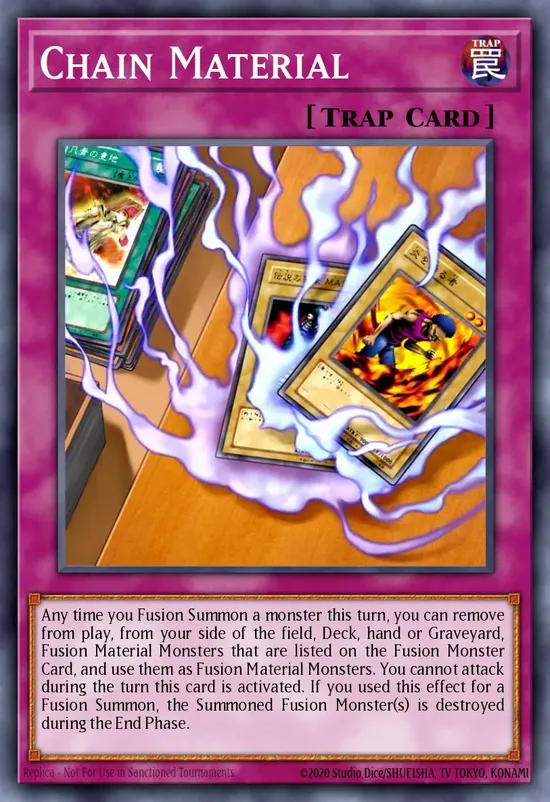 CHAIN MATERIAL
TRAP
罠
[TRAP CARD]
Any time you Fusion Summon a monster this turn, you can remove
from play, from your side of the field, Deck, hand or Graveyard,
Fusion Material Monsters that are listed on the Fusion Monster
Card, and use them as Fusion Material Monsters. You cannot attack
during the turn this card is activated. If you used this effect for a
Fusion Summon, the Summoned Fusion Monster(s) is destroyed
during the End Phase.
Replica - Not For Use in Sanctioned Tournaments
©2020 Studio Dice/SHUEISHA, TV TOKYO, KONAMI